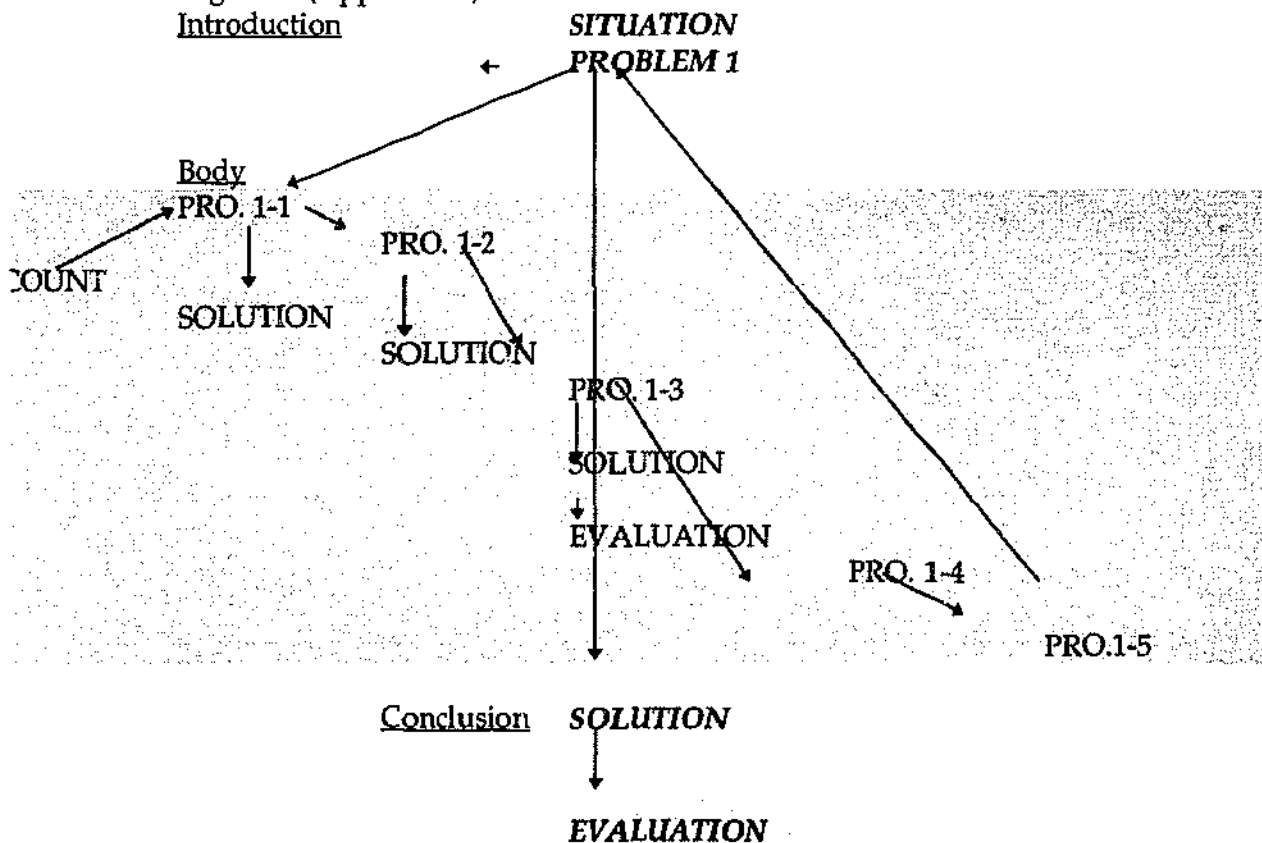 Introduction SITUATION
PROBLEM 1
Body
PRO. 1-1
PRO. 1-2
COUNT
SOLUTION
SOLUTION
PRO. 1-3
SOLUTION
EVALUATION
PRO. 1-4
PRO.1-5
Conclusion SOLUTION
EVALUATION